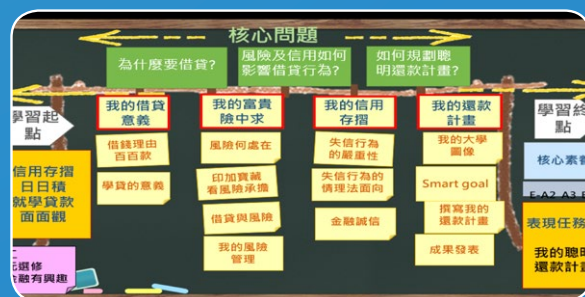 核心問題
為什麼要借貸?
風險及信用如何
影響借貸行為?
如何規劃聰
明還款計畫?
學習起
點
我的借貸
意義
我的富貴
險中求
我的信用
存摺
我的還款
計畫
學習終
點
信用存摺
日日積
就學貸款
面面觀
借錢理由
百百款
學貸的意義
風險何處在
印加寶藏
看風險承擔
借貸與風險
我的風險
管理
失信行為
的嚴重性
失信行為的
情理法面向
金融誠信
我的大學
圖像
Smart goal
撰寫我的
還款計畫
成果發表
核心素
E-A2 A3
表現任務
我的聰明
還款計畫
元選修
金融有興趣